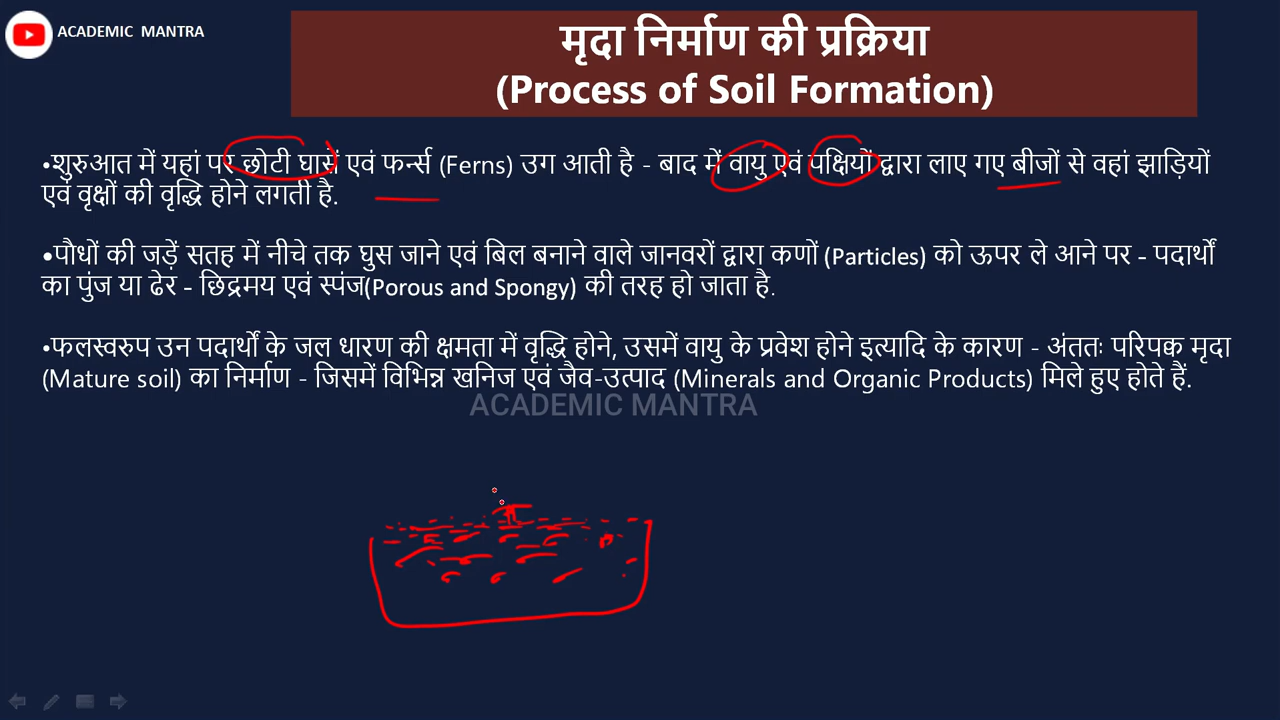 ACADEMIC MANTRA
मृदा निर्माण की प्रक्रिया
(Process of Soil Formation)
•शुरुआत में यहां पर छोटी घासें एवं फर्न्स (Ferns) उग आती है - बाद में वायु एवं पक्षियों द्वारा लाए गए बीजों से वहां झाड़ियों
एवं वृक्षों की वृद्धि होने लगती है.
•पौधों की जड़ें सतह में नीचे तक घुस जाने एवं बिल बनाने वाले जानवरों द्वारा कणों (Particles) को ऊपर ले आने पर - पदार्थों
का पुंज या ढेर - छिद्रमय एवं स्पंज(Porous and Spongy) की तरह हो जाता है.
•फलस्वरुप उन पदार्थों के जल धारण की क्षमता में वृद्धि होने, उसमें वायु के प्रवेश होने इत्यादि के कारण - अंततः परिपक्व मृदा
(Mature soil) का निर्माण - जिसमें विभिन्न खनिज एवं जैव-उत्पाद (Minerals and Organic Products) मिले हुए होते हैं.
ACADEMIC MANTRA